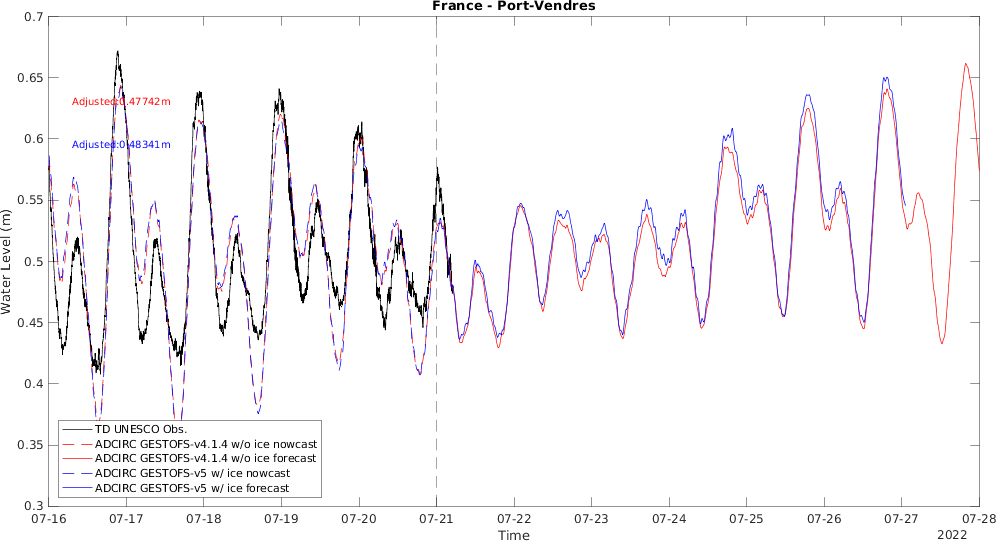 France - Port-Vendres
0.7
0.65
0.6
0.55
0.5
0.45
0.4
0.35
0.3
Water Level (m)
Adjusted:0.47742m
Adjusted:0.48341m
TD UNESCO Obs.
ADCIRC GESTOFS-v4.1.4 w/o ice nowcast
ADCIRC GESTOFS-v4.1.4 w/o ice forecast
ADCIRC GESTOFS-v5 w/ ice nowcast
ADCIRC GESTOFS-v5 w/ ice forecast
07-16 07-17 07-18 07-19 07-20 07-21 07-22 07-23 07-24 07-25 07-26 07-27 07-28
Time
2022